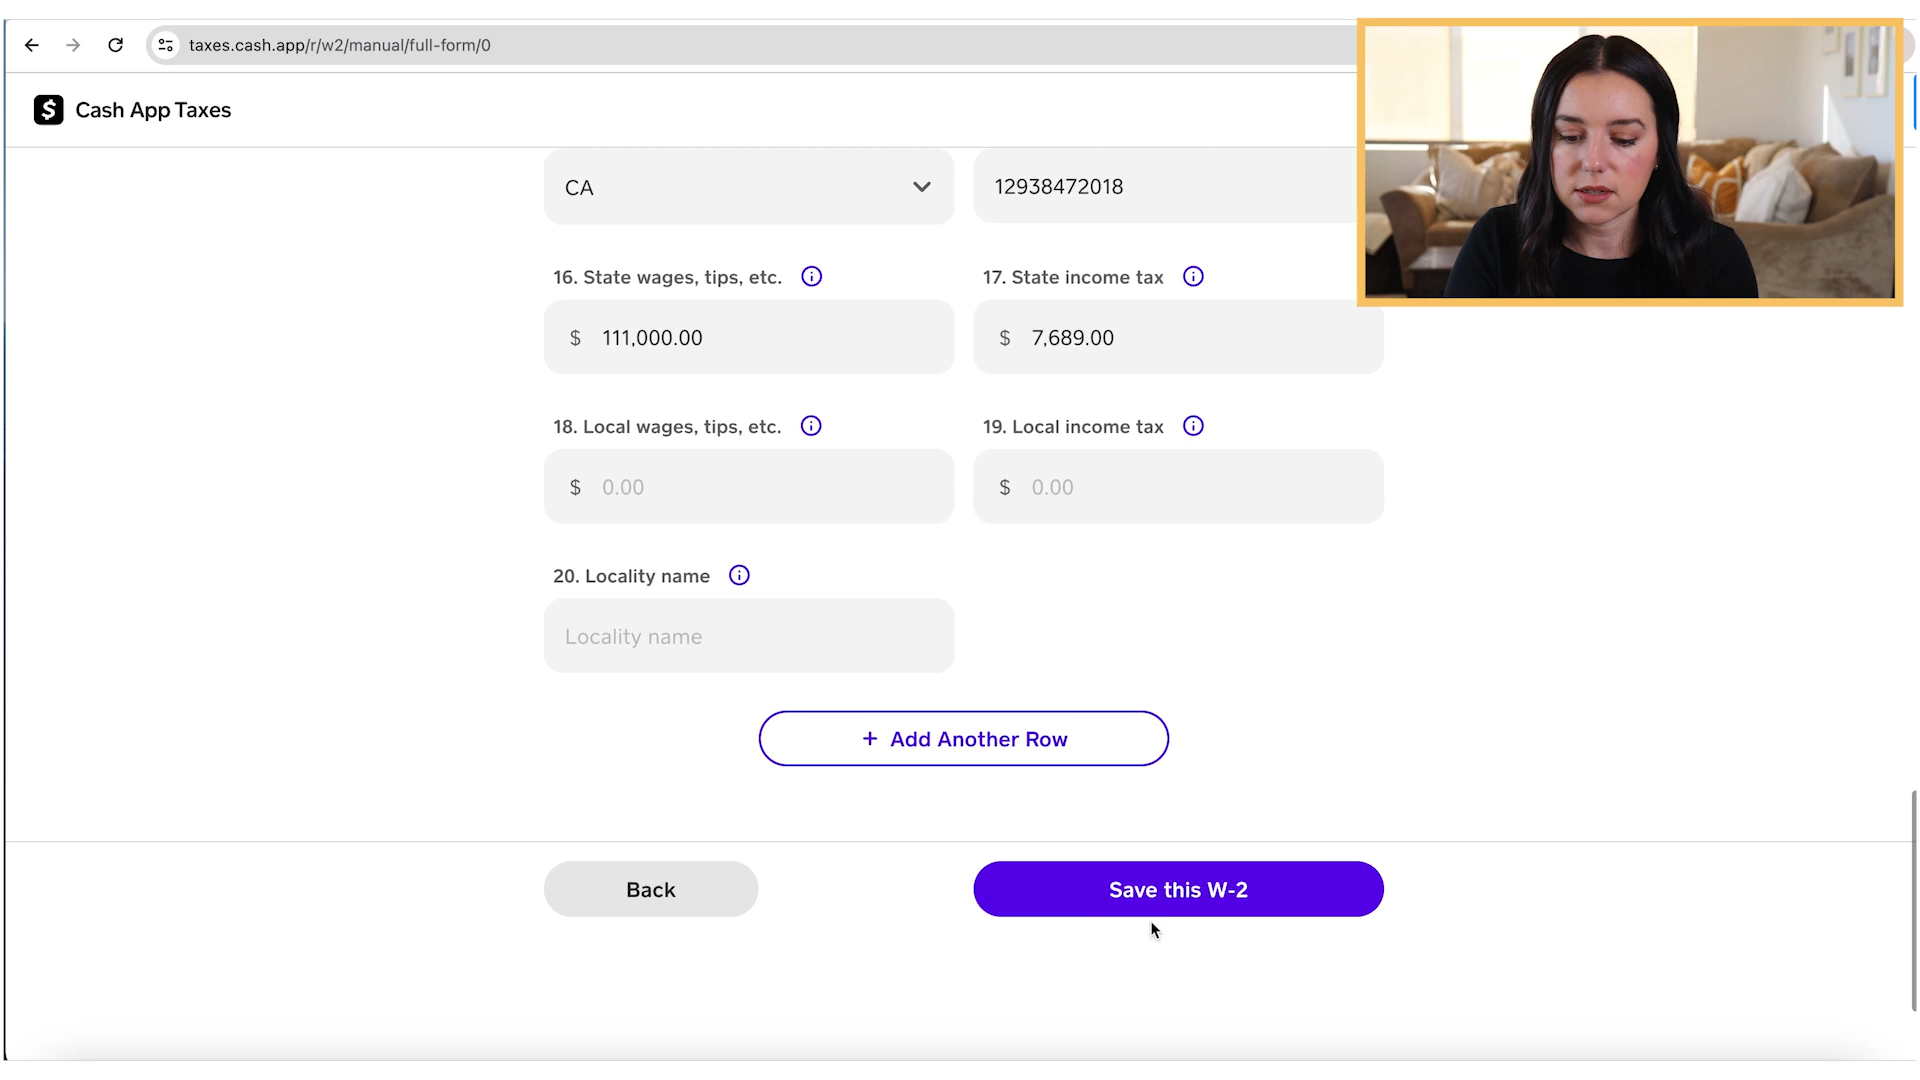 taxes.cash.app/r/w2/manual/full-form/0
$ Cash App Taxes
CA
12938472018
16. State wages, tips, etc.
17. State income tax
$ 111,000.00
$ 7,689.00
18. Local wages, tips, etc.
19. Local income tax
$ 0.00
$ 0.00
20. Locality name
Locality name
+ Add Another Row
Back
Save this W-2